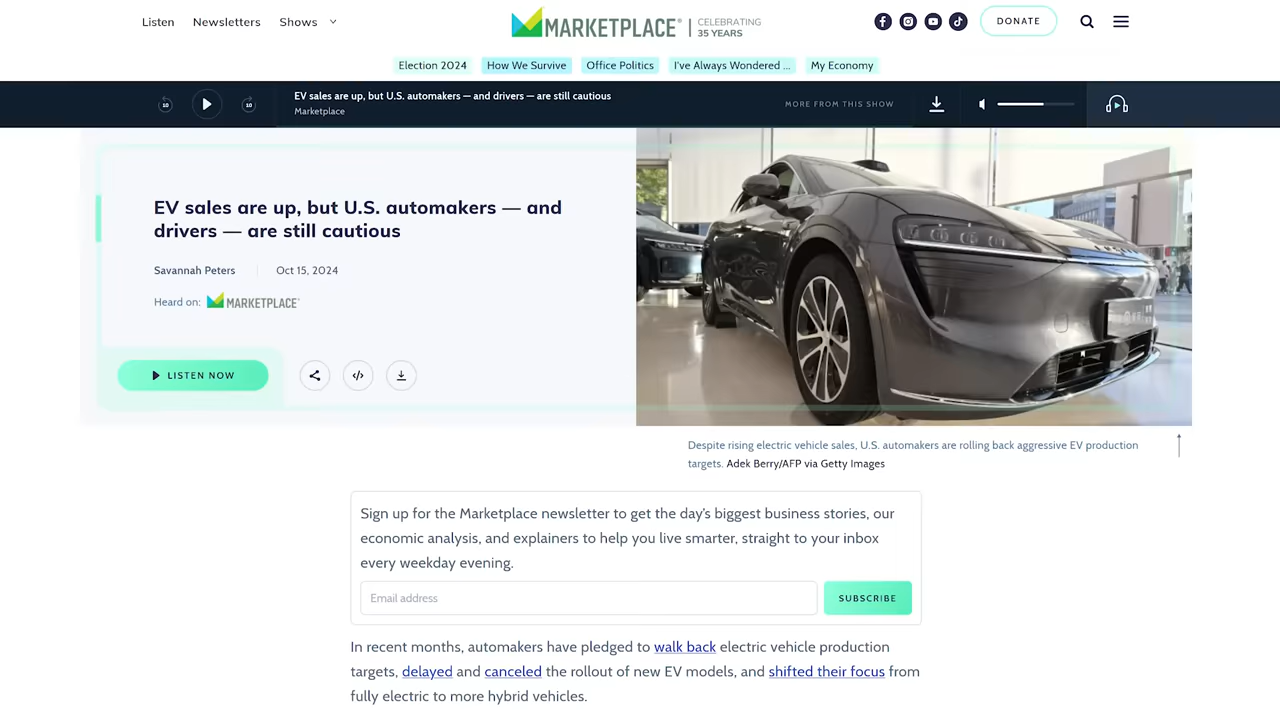 Listen Newsletters Shows
MARKETPLACE® CELEBRATING 35 YEARS
DONATE
Election 2024 How We Survive Office Politics I've Always Wondered ... My Economy
10 10
EV sales are up, but U.S. automakers — and drivers — are still cautious
Marketplace
MORE FROM THIS SHOW
EV sales are up, but U.S. automakers — and
drivers — are still cautious
Savannah Peters Oct 15, 2024
Heard on: MARKETPLACE®
LISTEN NOW
Despite rising electric vehicle sales, U.S. automakers are rolling back aggressive EV production
targets. Adek Berry/AFP via Getty Images
Sign up for the Marketplace newsletter to get the day's biggest business stories, our
economic analysis, and explainers to help you live smarter, straight to your inbox
every weekday evening.
Email address SUBSCRIBE
In recent months, automakers have pledged to walk back electric vehicle production
targets, delayed and canceled the rollout of new EV models, and shifted their focus from
fully electric to more hybrid vehicles.